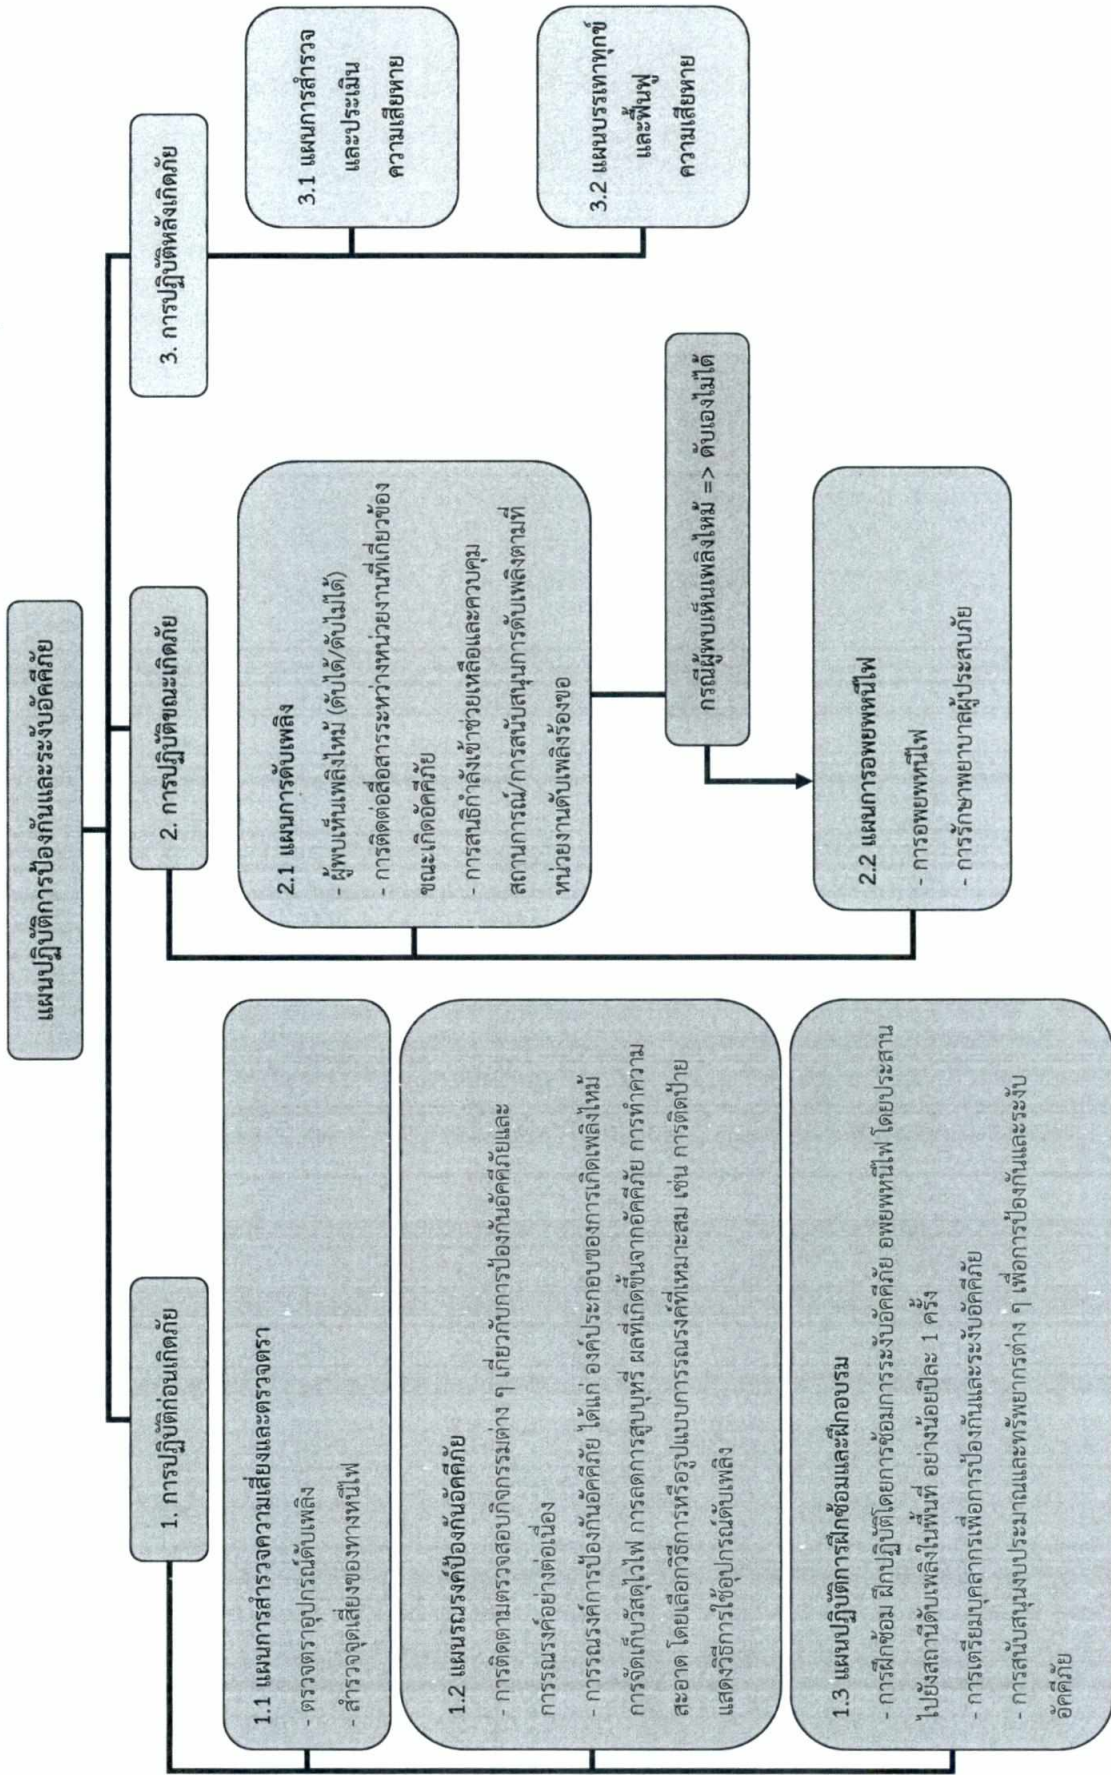 แผนปฏิบัติการป้องกันและระงับอัคคีภัย
1. การปฏิบัติก่อนเกิดภัย
1.1 แผนการสำรวจความเสี่ยงและตรวจตรา
- ตรวจตราอุปกรณ์ดับเพลิง
- สำรวจจุดเสี่ยงของทางหนีไฟ
1.2 แผนรณรงค์ป้องกันอัคคีภัย
- การติดตามตรวจสอบกิจกรรมต่าง ๆ เกี่ยวกับการป้องกันอัคคีภัยและ
การรณรงค์อย่างต่อเนื่อง
- การรณรงค์การป้องกันอัคคีภัย ได้แก่ องค์ประกอบของการเกิดเพลิงไหม้
การจัดเก็บวัสดุไวไฟ การลดการสูบบุหรี่ ผลที่เกิดขึ้นจากอัคคีภัย การทำความ
สะอาด โดยเลือกวิธีการหรือรูปแบบการรณรงค์ที่เหมาะสม เช่น การติดป้าย
แสดงวิธีการใช้อุปกรณ์ดับเพลิง
1.3 แผนปฏิบัติการฝึกซ้อมและฝึกอบรม
- การฝึกซ้อม ฝึกปฏิบัติโดยการซ้อมการระงับอัคคีภัย อพยพหนีไฟ โดยประสาน
ไปยังสถานีดับเพลิงในพื้นที่ อย่างน้อยปีละ 1 ครั้ง
- การเตรียมบุคลากรเพื่อการป้องกันและระงับอัคคีภัย
- การสนับสนุนงบประมาณและทรัพยากรต่าง ๆ เพื่อการป้องกันและระงับ
อัคคีภัย
2. การปฏิบัติขณะเกิดภัย
2.1 แผนการดับเพลิง
- ผู้พบเห็นเพลิงไหม้ (ดับได้/ดับไม่ได้)
- การติดต่อสื่อสารระหว่างหน่วยงานที่เกี่ยวข้อง
ขณะเกิดอัคคีภัย
- การสนธิกำลังเข้าช่วยเหลือและควบคุม
สถานการณ์/การสนับสนุนการดับเพลิงตามที่
หน่วยงานดับเพลิงร้องขอ
กรณีผู้พบเห็นเพลิงไหม้ => ดับเองไม่ได้
2.2 แผนการอพยพหนีไฟ
- การอพยพหนีไฟ
- การรักษาพยาบาลผู้ประสบภัย
3. การปฏิบัติหลังเกิดภัย
3.1 แผนการสำรวจ
และประเมิน
ความเสียหาย
3.2 แผนบรรเทาทุกข์
และฟื้นฟู
ความเสียหาย